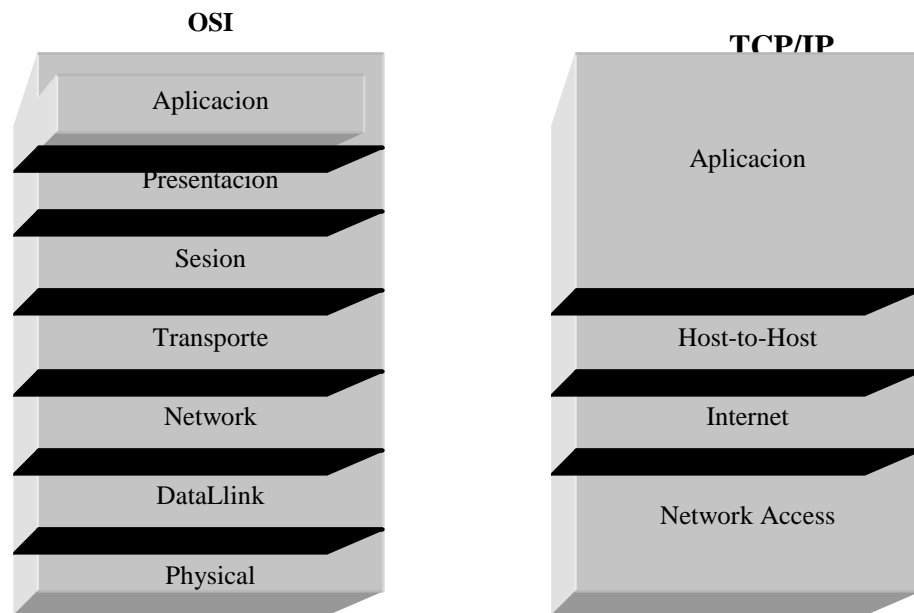 OSI
Aplicacion
Presentacion
Sesion
Transporte
Network
DataLlink
Physical
TCP/IP
Aplicacion
Host-to-Host
Internet
Network Access